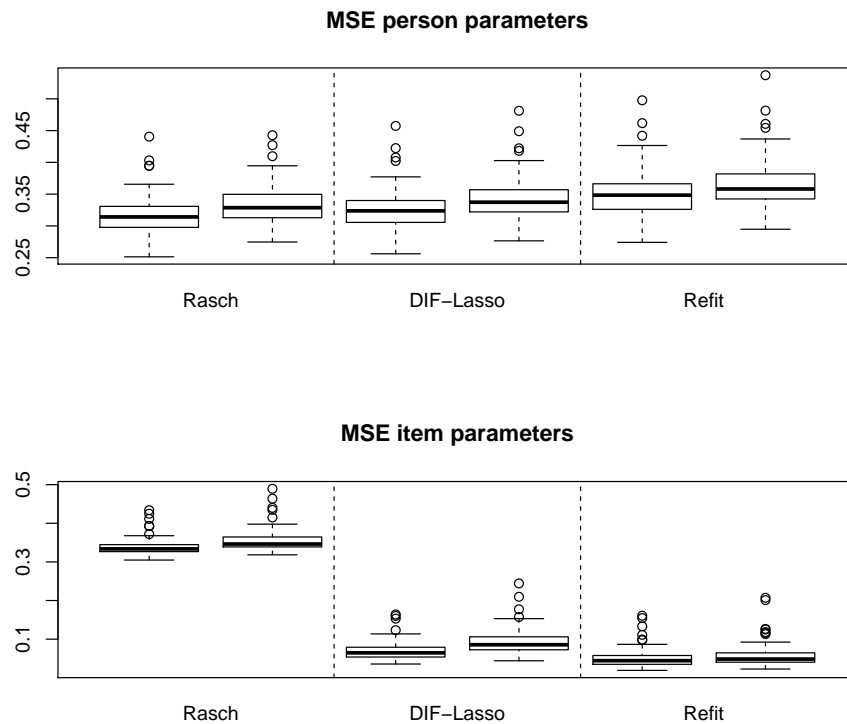 MSE person parameters
0.45
0.35
0.25
Rasch DIF−Lasso Refit
MSE item parameters
0.5
0.3
0.1
Rasch DIF−Lasso Refit